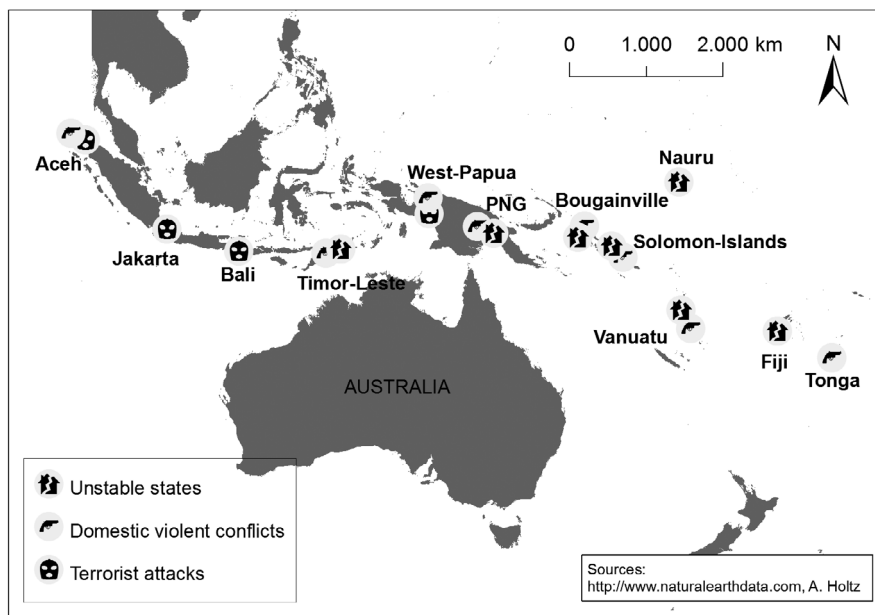 0 1.000 2.000 km
N
Aceh
West-Papua
Nauru
PNG
Bougainville
Solomon-Islands
Jakarta
Bali
Timor-Leste
Vanuatu
Fiji
Tonga
AUSTRALIA
Unstable states
Domestic violent conflicts
Terrorist attacks
Sources:
http://www.naturalearthdata.com, A. Holtz